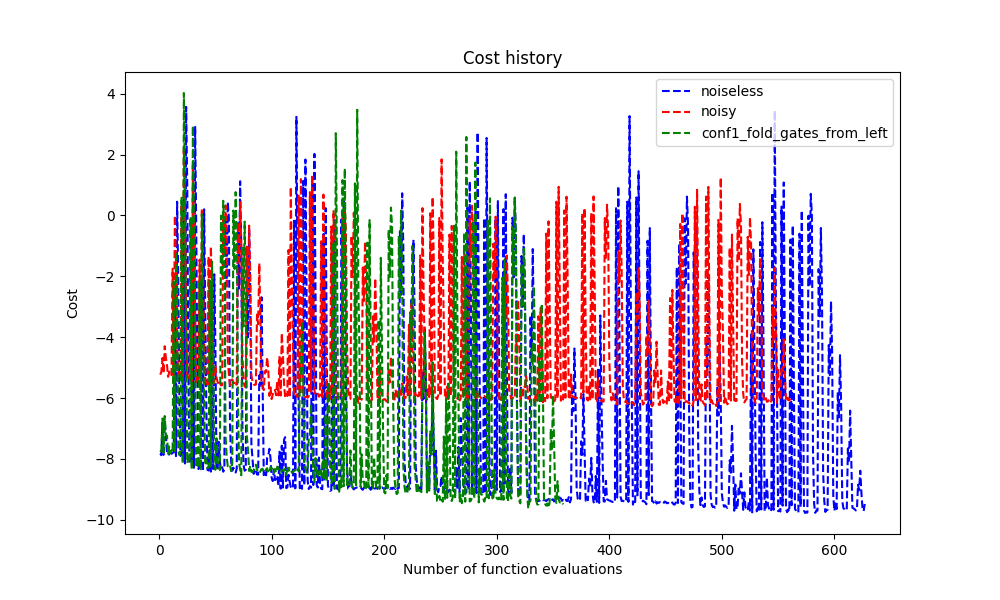 Cost history
noiseless
noisy
conf1_fold_gates_from_left
Cost
4
2
0
−2
−4
−6
−8
−10
0 100 200 300 400 500 600
Number of function evaluations